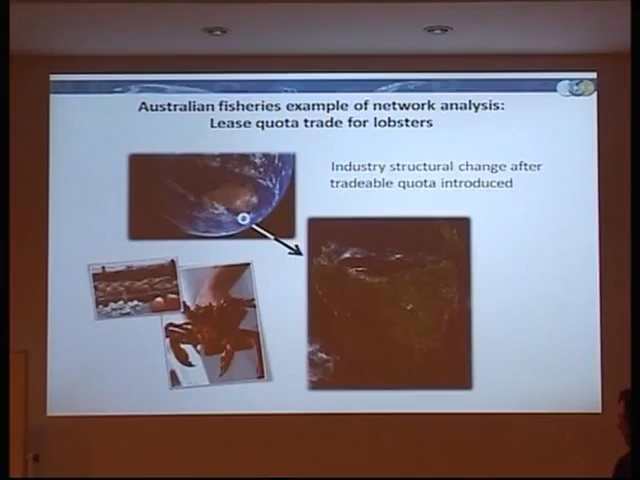 Australian fisheries example of network analysis:
Lease quota trade for lobsters
Industry structural change after
tradeable quota introduced